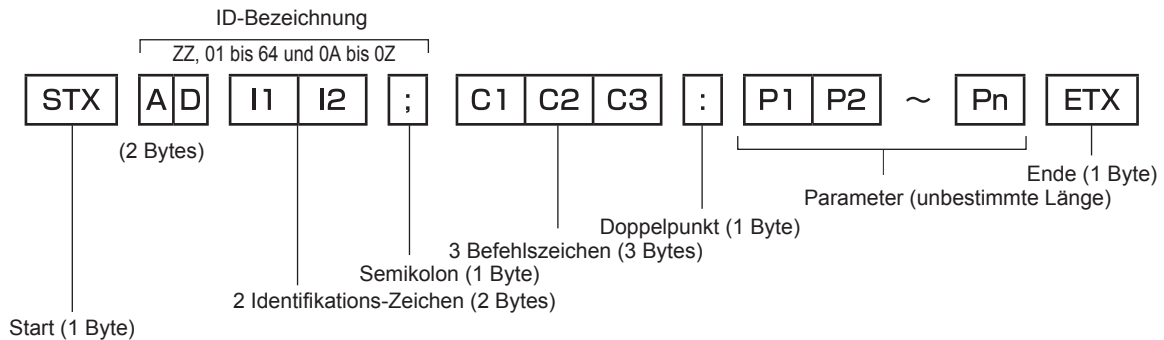 ID-Bezeichnung
ZZ, 01 bis 64 und 0A bis 0Z
STX A D I1 I2 ; C1 C2 C3 : P1 P2 ~ Pn ETX
(2 Bytes)
Ende (1 Byte)
Parameter (unbestimmte Länge)
Doppelpunkt (1 Byte)
3 Befehlszeichen (3 Bytes)
Semikolon (1 Byte)
2 Identifikations-Zeichen (2 Bytes)
Start (1 Byte)